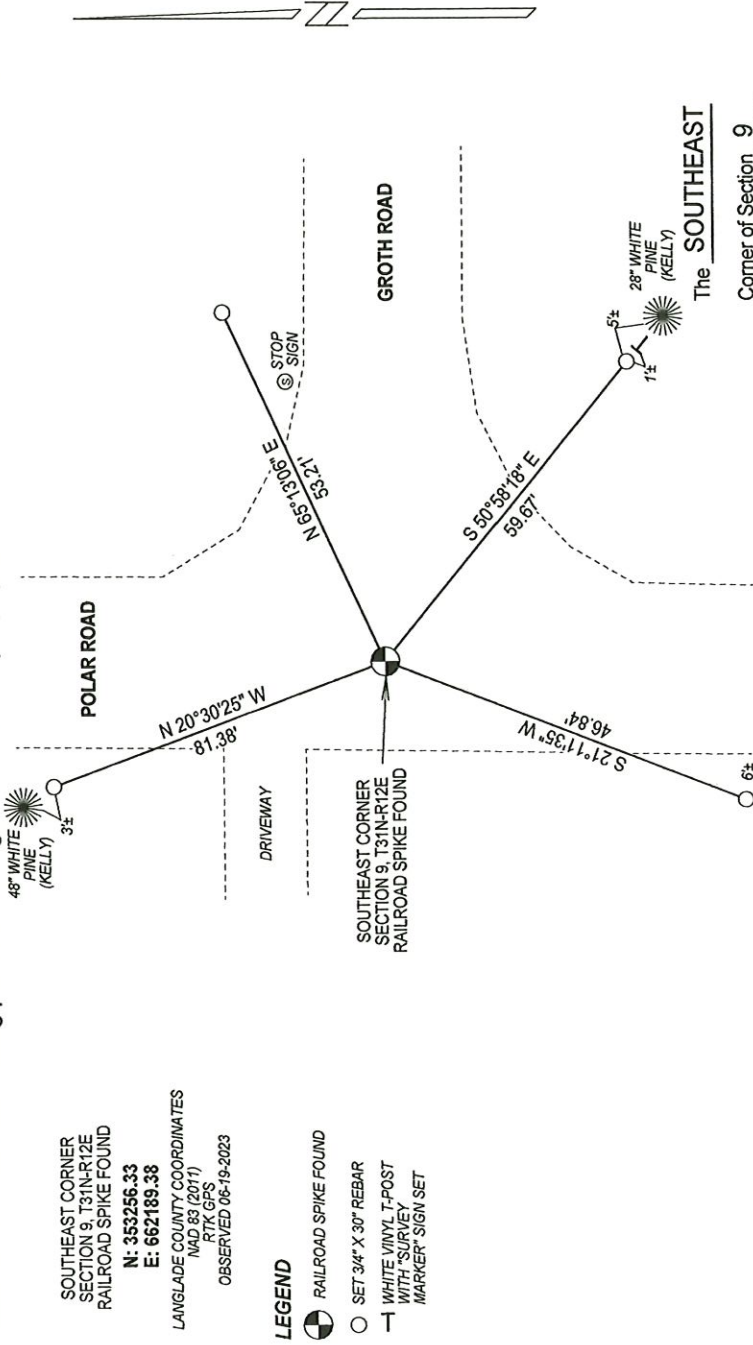 SOUTHEAST CORNER
SECTION 9, T31N-R12E
RAILROAD SPIKE FOUND
N: 353256.33
E: 662189.38
LANGLADE COUNTY COORDINATES
NAD 83 (2011)
RTK GPS
OBSERVED 06-19-2023
LEGEND
RAILROAD SPIKE FOUND
SET 3/4" X 30" REBAR
WHITE VINYL T-POST
WITH "SURVEY
MARKER" SIGN SET
48" WHITE
PINE
(KELLY)
3'±
POLAR ROAD
N 20°30'25" W
81.38'
DRIVEWAY
SOUTHEAST CORNER
SECTION 9, T31N-R12E
RAILROAD SPIKE FOUND
N 65°13'06" E
53.21'
S STOP
SIGN
GROTH ROAD
S 50°58'18" E
59.67'
5'±
1'±
28" WHITE
PINE
(KELLY)
S 21°11'35" W
46.84'
6'±
The SOUTHEAST
Corner of Section 9